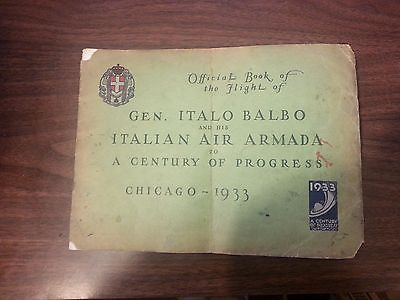 Official Book of
the Flight of
GEN. ITALO BALBO
AND HIS
ITALIAN AIR ARMADA
TO
A CENTURY OF PROGRESS
CHICAGO - 1933
1933
A CENTURY
OF PROGRESS